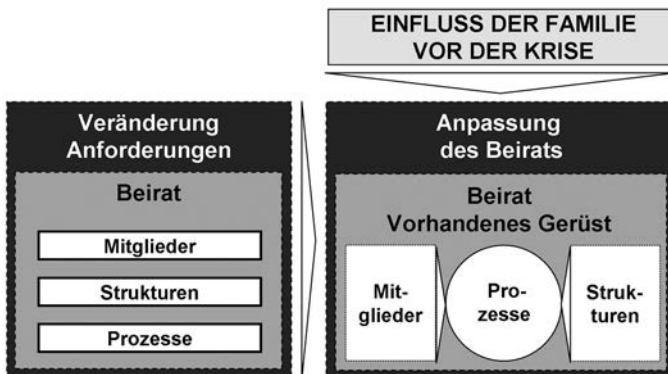 EINFLUSS DER FAMILIE
VOR DER KRISE
Veränderung
Anforderungen
Beirat
Mitglieder
Strukturen
Prozesse
Anpassung
des Beirats
Beirat
Vorhandenes Gerüst
Mit-
glieder
Pro-
zesse
Struk-
turen